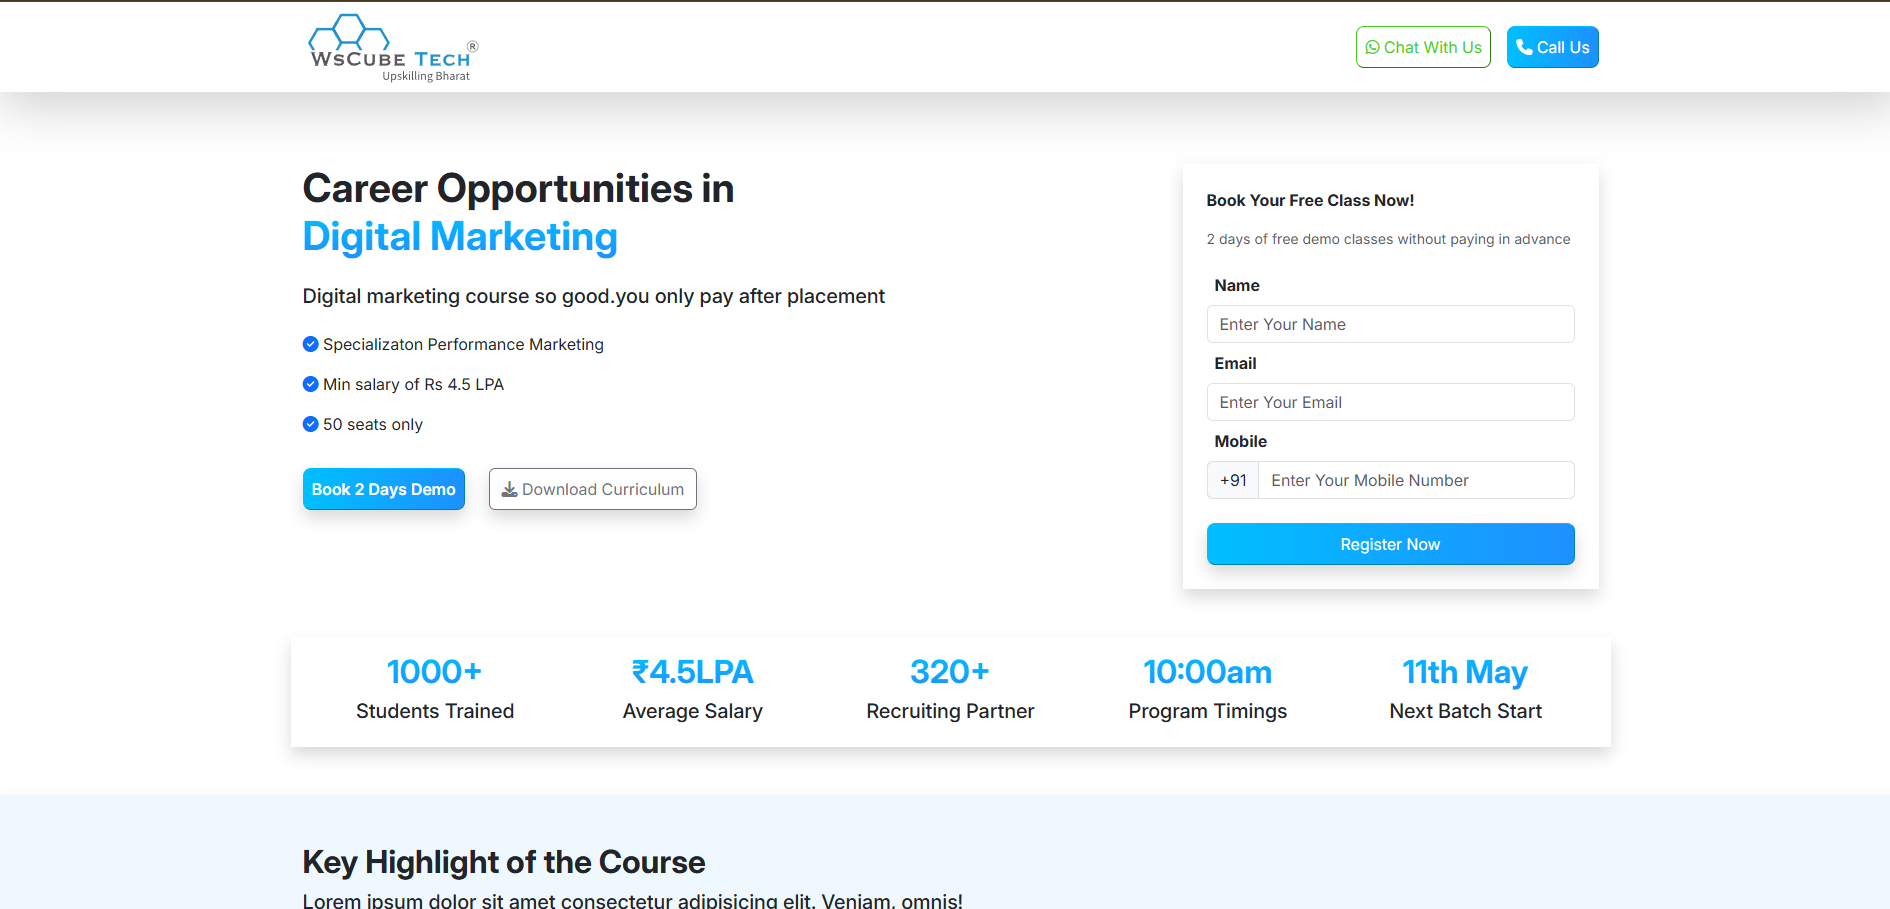 WsCube Tech®
Upskilling Bharat
Chat With Us
Call Us
Career Opportunities in
Digital Marketing
Digital marketing course so good.you only pay after placement
Specializaton Performance Marketing
Min salary of Rs 4.5 LPA
50 seats only
Book 2 Days Demo
Download Curriculum
Book Your Free Class Now!
2 days of free demo classes without paying in advance
Name
Enter Your Name
Email
Enter Your Email
Mobile
+91 Enter Your Mobile Number
Register Now
1000+
Students Trained
₹4.5LPA
Average Salary
320+
Recruiting Partner
10:00am
Program Timings
11th May
Next Batch Start
Key Highlight of the Course
Lorem ipsum dolor sit amet consectetur adipisicing elit. Veniam, omnis!